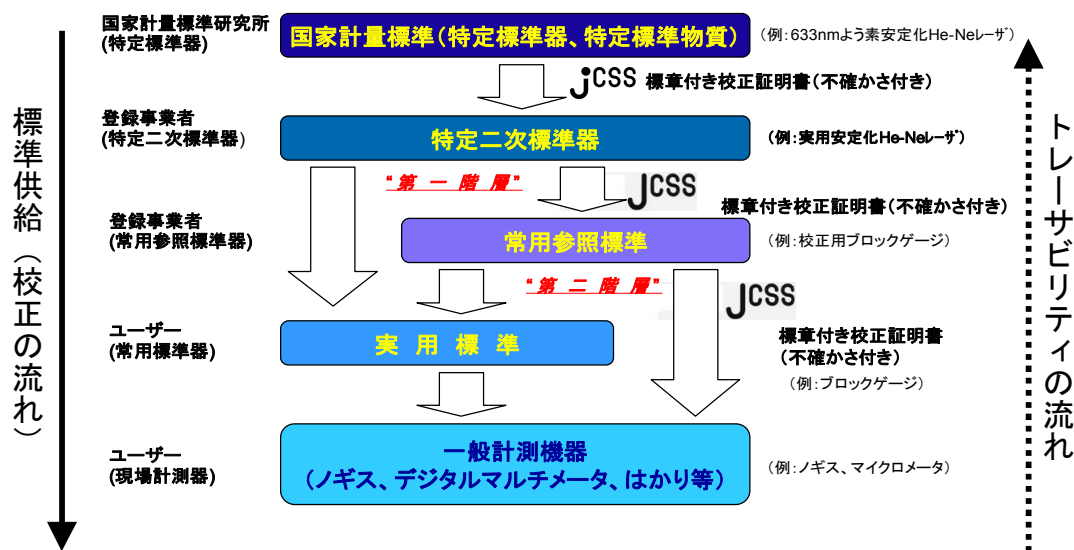 国家計量標準研究所
(特定標準器)
国家計量標準(特定標準器、特定標準物質)
(例:633nmよう素安定化He-Neレーザ)
jCSS 標章付き校正証明書(不確かさ付き)
登録事業者
(特定二次標準器)
特定二次標準器
(例:実用安定化He-Neレーザ)
"第一階層"
JCSS
標章付き校正証明書(不確かさ付き)
登録事業者
(常用参照標準器)
常用参照標準
(例:校正用ブロックゲージ)
"第二階層"
JCSS
ユーザー
(常用標準器)
実用標準
標章付き校正証明書
(不確かさ付き)
(例:ブロックゲージ)
ユーザー
(現場計測器)
一般計測機器
(ノギス、デジタルマルチメータ、はかり等)
(例:ノギス、マイクロメータ)
標準供給(校正の流れ)
トレーサビリティの流れ